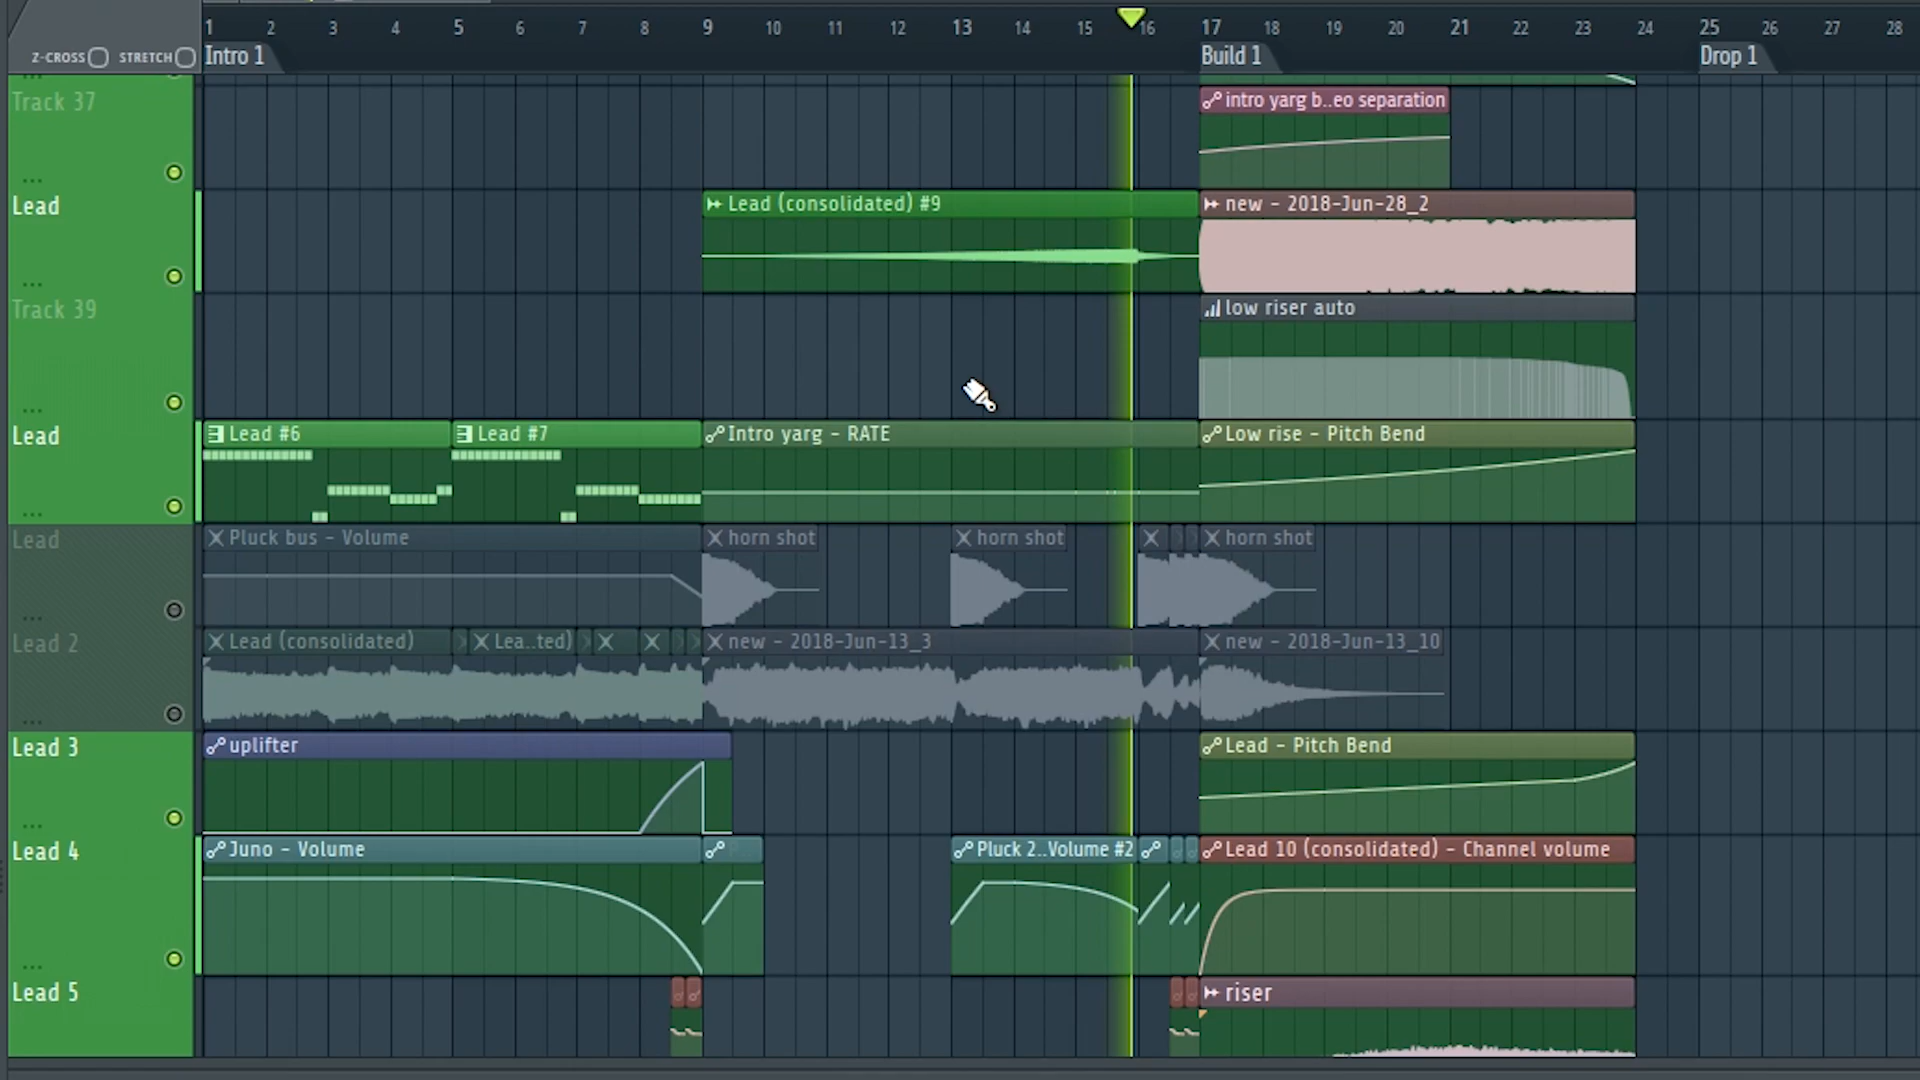 1 2 3 4 5 6 7 8 9 10 11 12 13 14 15 16 17 18 19 20 21 22 23 24 25 26 27 28
Z-CROSS STRETCH Intro 1 Build 1 Drop 1
Track 37 intro yarg b..eo separation
Lead Lead (consolidated) #9 new - 2018-Jun-28_2
Track 39 low riser auto
Lead Lead #6 Lead #7 Intro yarg - RATE Low rise - Pitch Bend
Lead Pluck bus - Volume horn shot horn shot horn shot
Lead 2 Lead (consolidated) Lea..ted) new - 2018-Jun-13_3 new - 2018-Jun-13_10
Lead 3 uplifter Lead - Pitch Bend
Lead 4 Juno - Volume Pluck 2..Volume #2 Lead 10 (consolidated) - Channel volume
Lead 5 riser